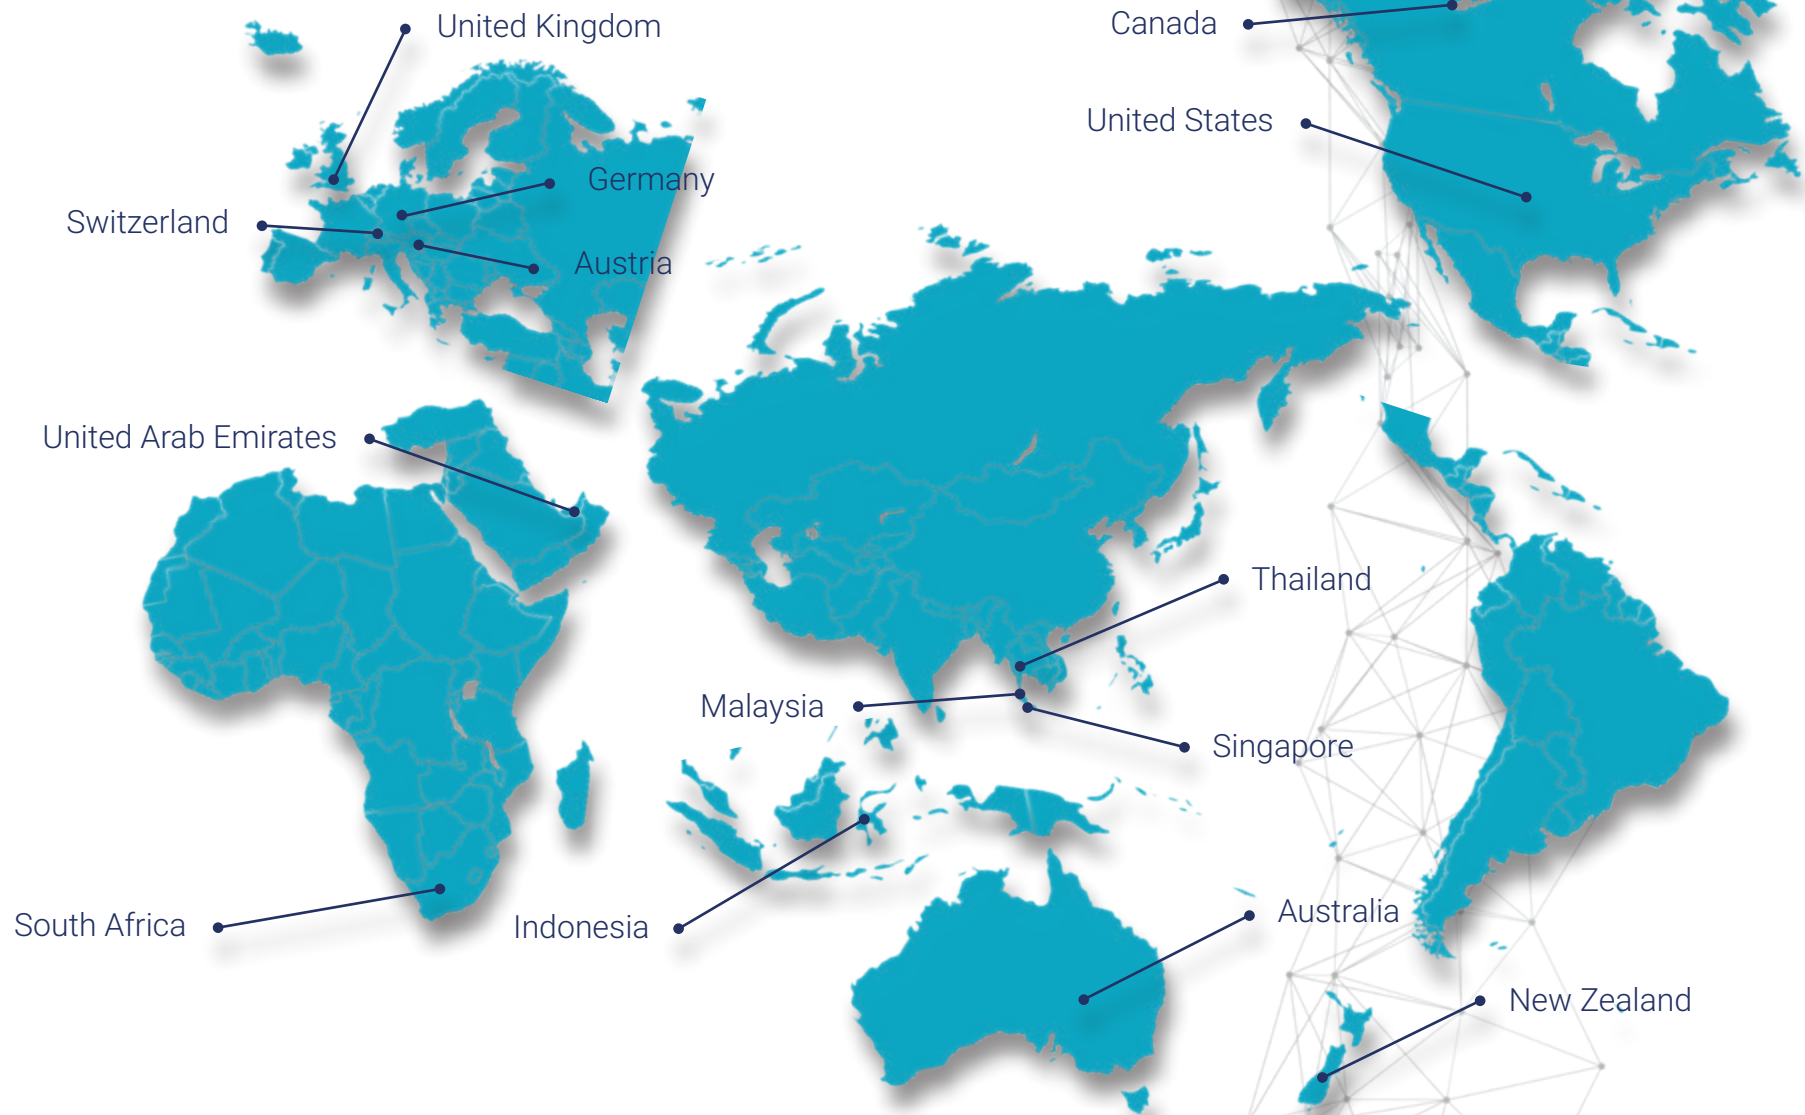 United Kingdom
Canada
United States
Germany
Switzerland
Austria
United Arab Emirates
Thailand
Malaysia
Singapore
Australia
South Africa
Indonesia
New Zealand